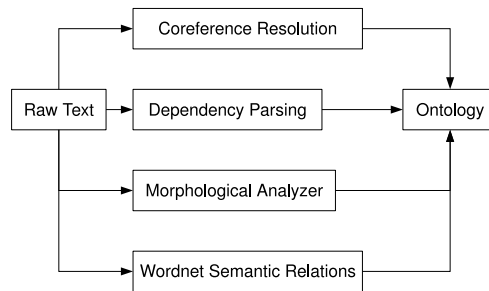 Coreference Resolution
Raw Text
Dependency Parsing
Ontology
Morphological Analyzer
Wordnet Semantic Relations